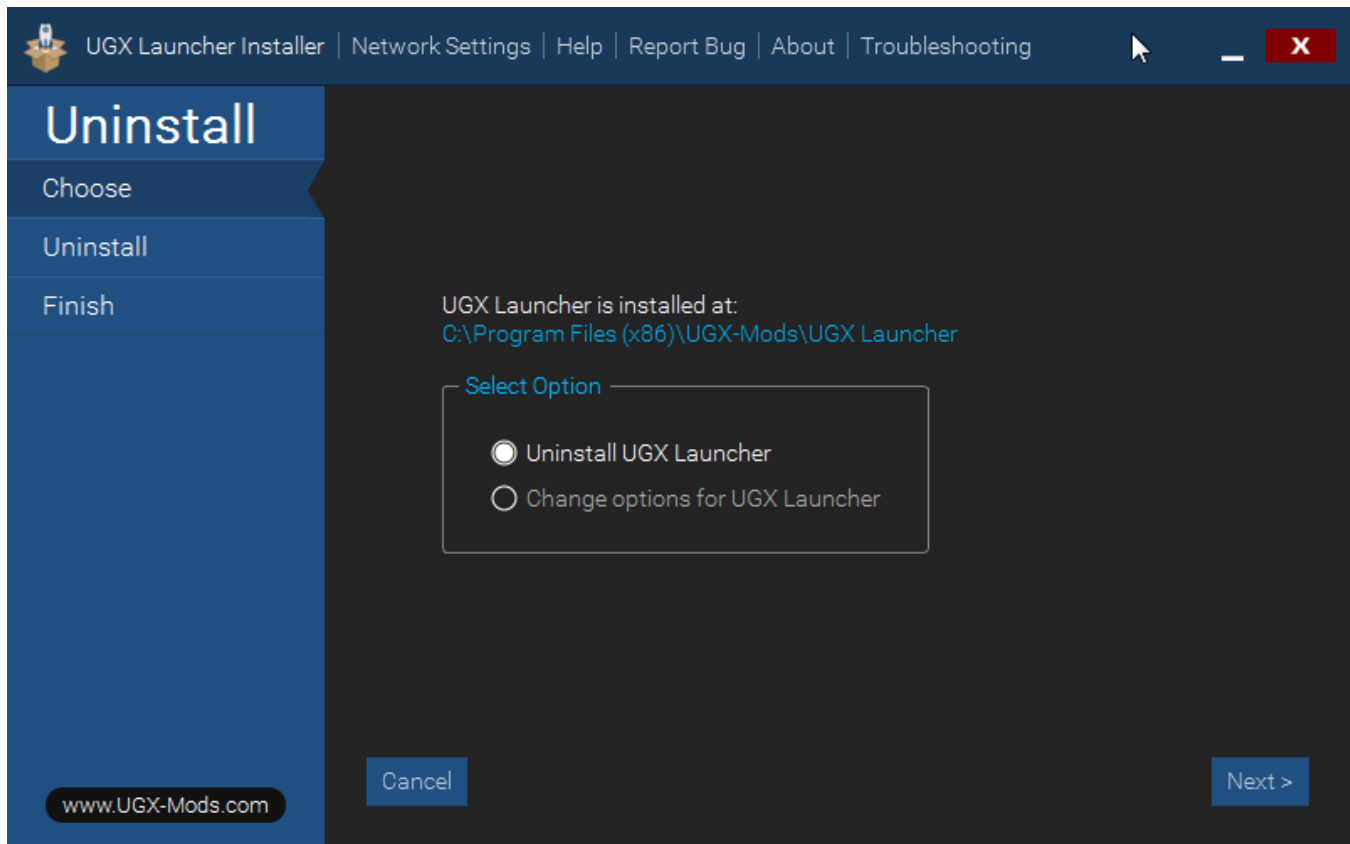 UGX Launcher Installer | Network Settings | Help | Report Bug | About | Troubleshooting
X
Uninstall
Choose
Uninstall
Finish
UGX Launcher is installed at:
C:\Program Files (x86)\UGX-Mods\UGX Launcher
Select Option
Uninstall UGX Launcher
Change options for UGX Launcher
Cancel
Next >
www.UGX-Mods.com